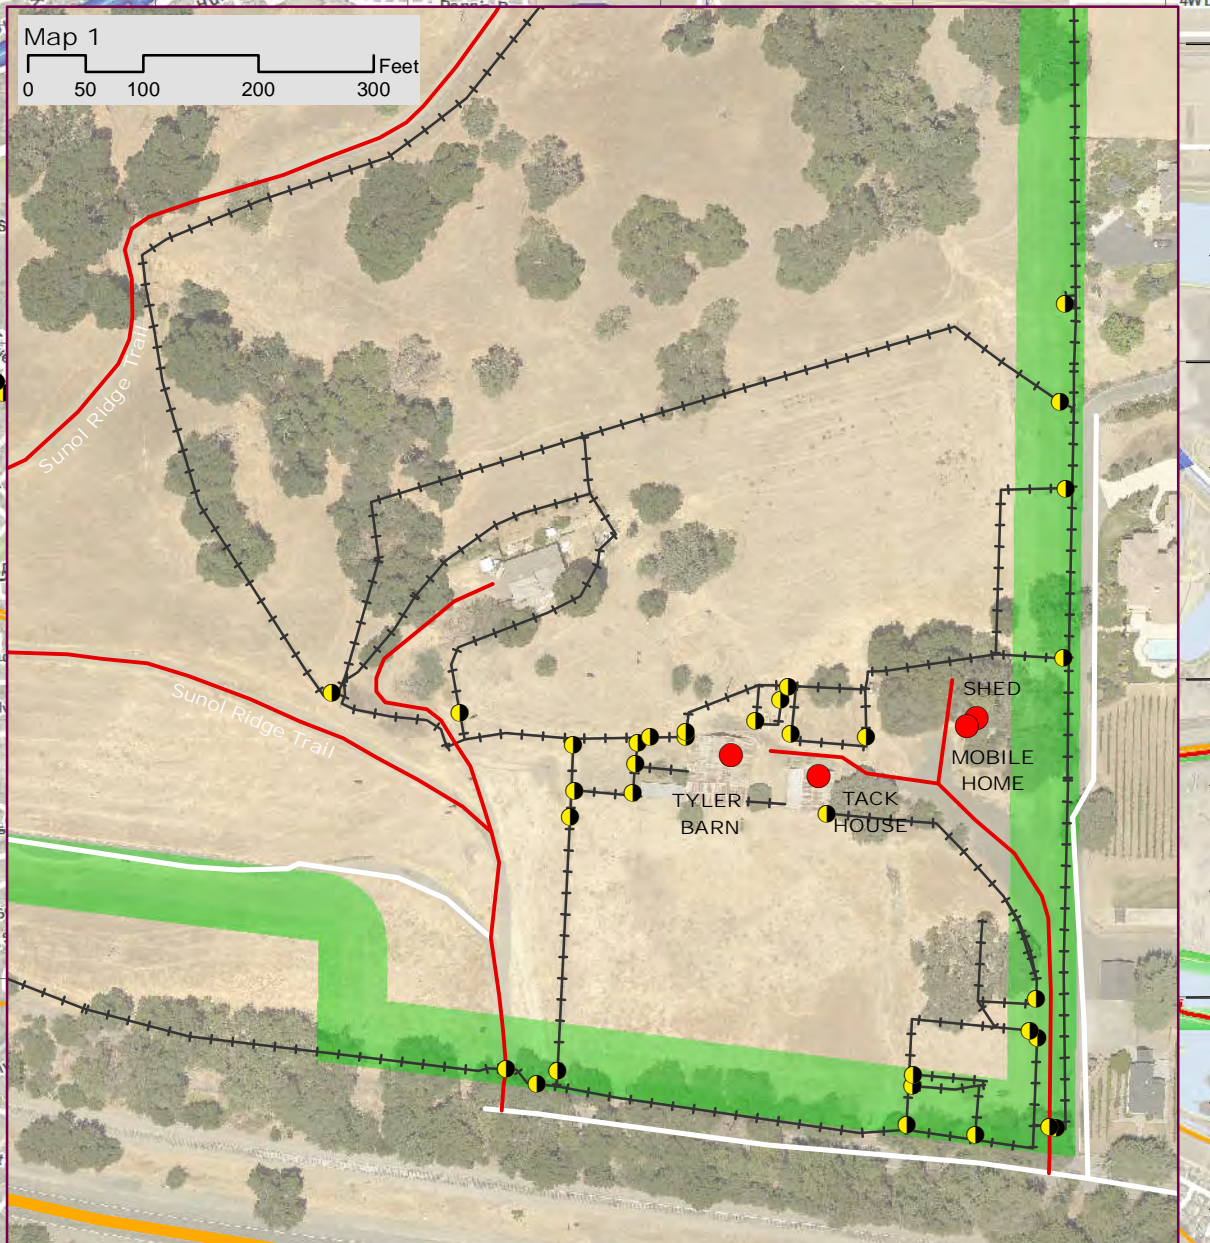 Map 1
Feet
0 50 100 200 300
Sunol Ridge Trail
Sunol Ridge Trail
SHED
MOBILE
HOME
TYLER
BARN
TACK
HOUSE